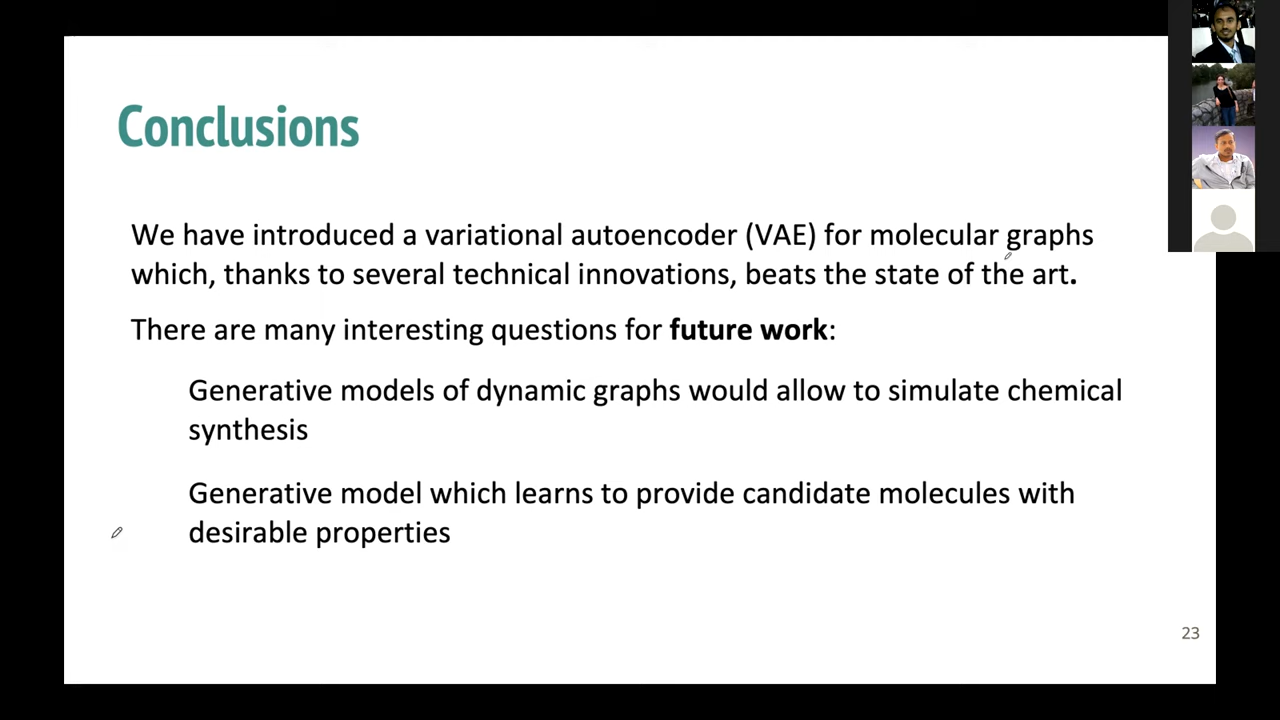 Conclusions
We have introduced a variational autoencoder (VAE) for molecular graphs
which, thanks to several technical innovations, beats the state of the art.
There are many interesting questions for future work:
Generative models of dynamic graphs would allow to simulate chemical
synthesis
Generative model which learns to provide candidate molecules with
desirable properties
23